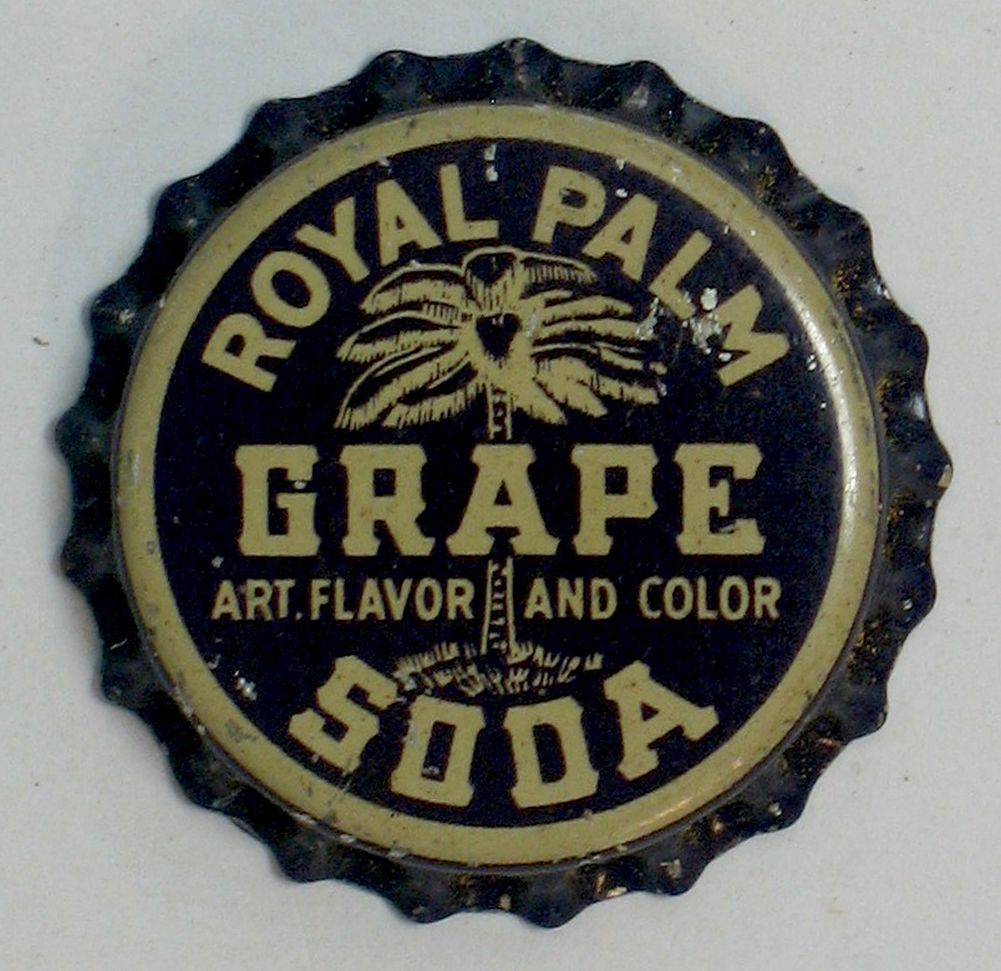 ROYAL PALM
GRAPE
ART. FLAVOR AND COLOR
SODA